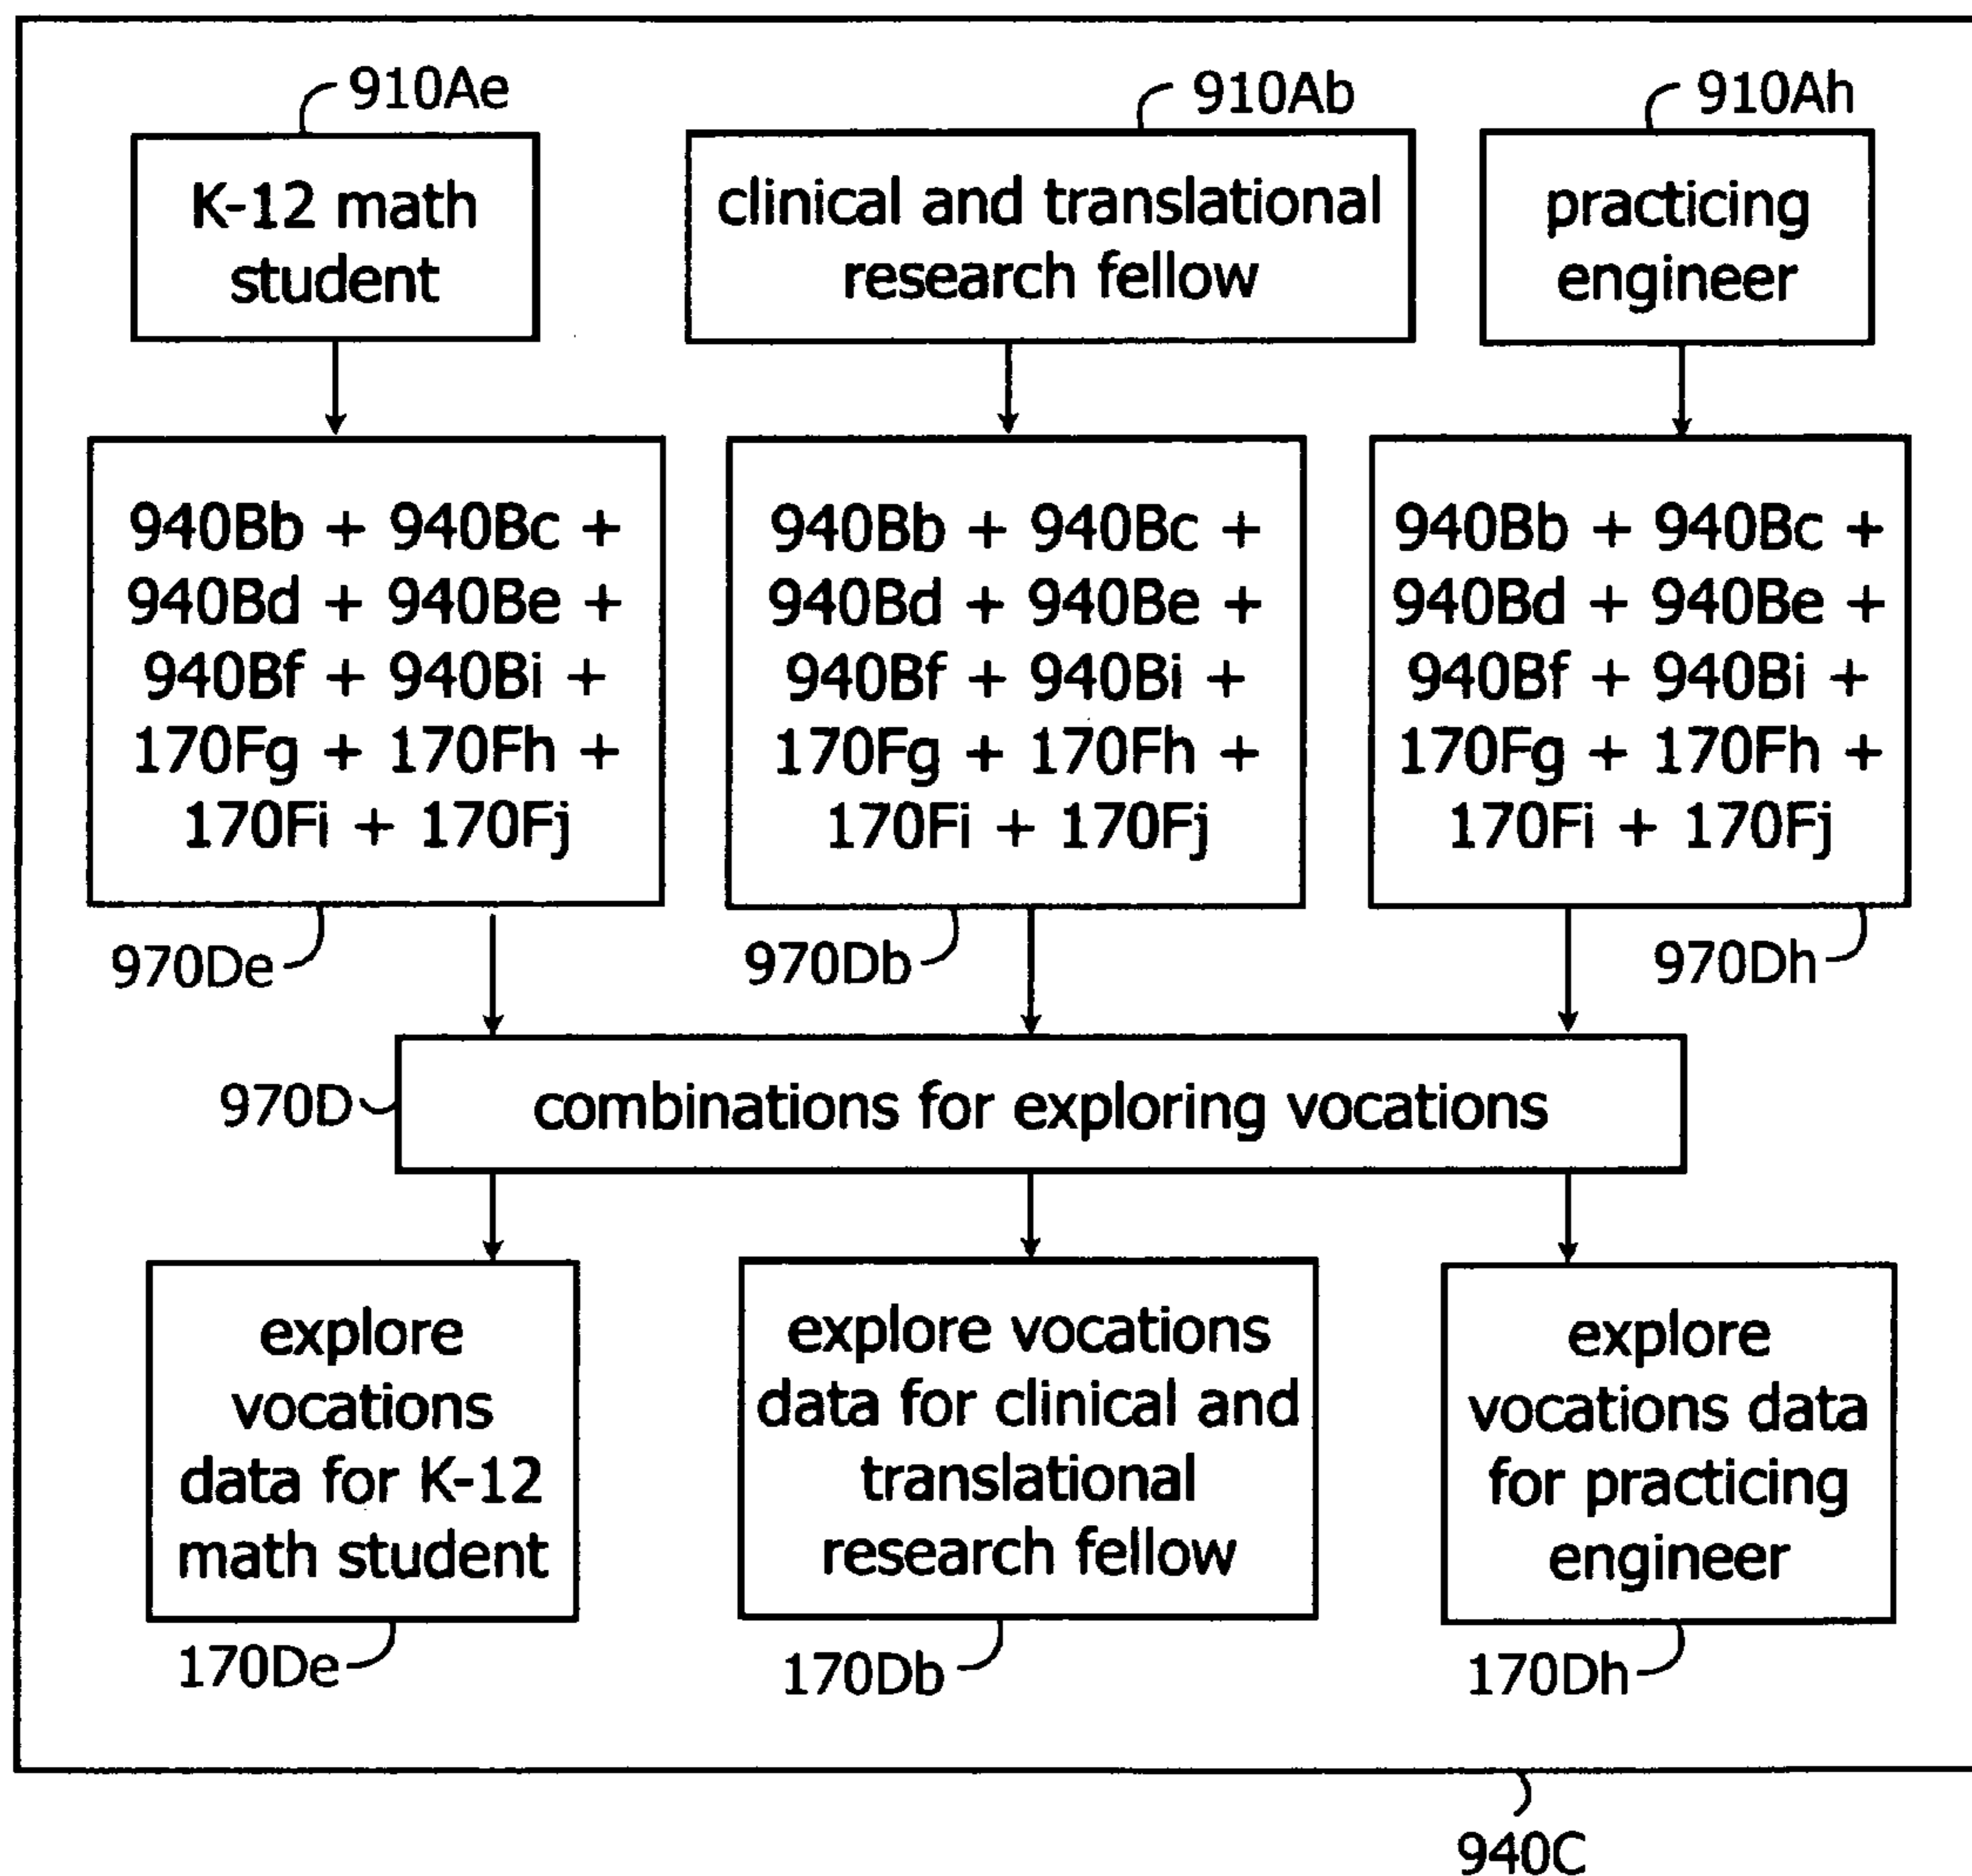 910Ae
910Ab
910Ah
K-12 math
student
clinical and translational
research fellow
practicing
engineer
940Bb + 940Bc +
940Bd + 940Be +
940Bf + 940Bi +
170Fg + 170Fh +
170Fi + 170Fj
940Bb + 940Bc +
940Bd + 940Be +
940Bf + 940Bi +
170Fg + 170Fh +
170Fi + 170Fj
940Bb + 940Bc +
940Bd + 940Be +
940Bf + 940Bi +
170Fg + 170Fh +
170Fi + 170Fj
970De
970Db
970Dh
970D
combinations for exploring vocations
explore
vocations
data for K-12
math student
explore vocations
data for clinical and
translational
research fellow
explore
vocations data
for practicing
engineer
170De
170Db
170Dh
940C